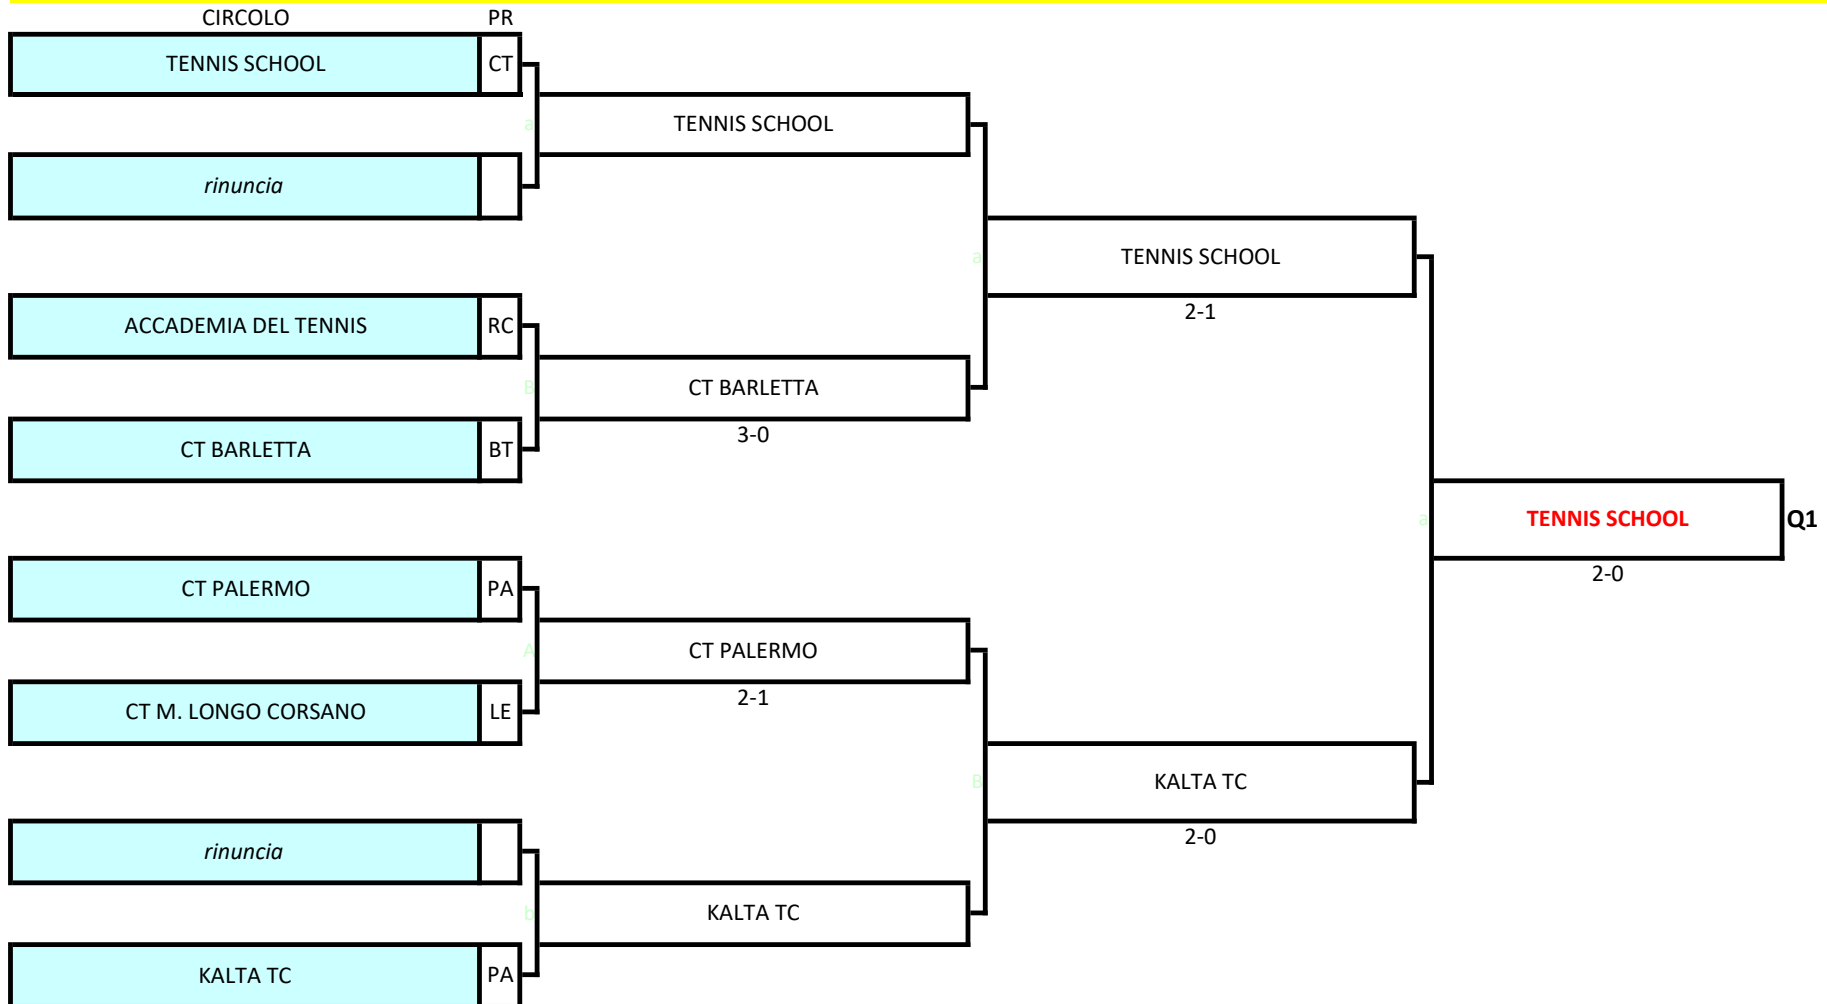 CIRCOLO PR
TENNIS SCHOOL CT
a TENNIS SCHOOL
rinuncia
a TENNIS SCHOOL
2-1
ACCADEMIA DEL TENNIS RC
B CT BARLETTA
3-0
CT BARLETTA BT
a TENNIS SCHOOL Q1
2-0
CT PALERMO PA
A CT PALERMO
2-1
CT M. LONGO CORSANO LE
B KALTA TC
2-0
rinuncia
b KALTA TC
KALTA TC PA